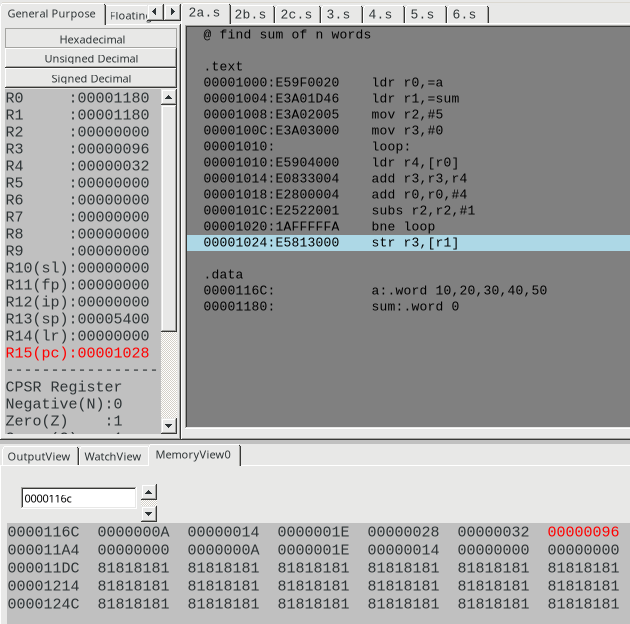 General Purpose Floating
Hexadecimal
Unsigned Decimal
Signed Decimal
R0 :00001180
R1 :00001180
R2 :00000000
R3 :00000096
R4 :00000032
R5 :00000000
R6 :00000000
R7 :00000000
R8 :00000000
R9 :00000000
R10(sl):00000000
R11(fp):00000000
R12(ip):00000000
R13(sp):00005400
R14(lr):00000000
R15(pc):00001028
-----------------
CPSR Register
Negative(N):0
Zero(Z) :1
2a.s 2b.s 2c.s 3.s 4.s 5.s 6.s
@ find sum of n words
.text
00001000:E59F0020 ldr r0,=a
00001004:E3A01D46 ldr r1,=sum
00001008:E3A02005 mov r2,#5
0000100C:E3A03000 mov r3,#0
00001010: loop:
00001010:E5904000 ldr r4,[r0]
00001014:E0833004 add r3,r3,r4
00001018:E2800004 add r0,r0,#4
0000101C:E2522001 subs r2,r2,#1
00001020:1AFFFFFA bne loop
00001024:E5813000 str r3,[r1]
.data
0000116C: a:.word 10,20,30,40,50
00001180: sum:.word 0
OutputView WatchView MemoryView0
0000116c
0000116C 0000000A 00000014 0000001E 00000028 00000032 00000096
000011A4 00000000 0000000A 0000001E 00000014 00000000 00000000
000011DC 81818181 81818181 81818181 81818181 81818181 81818181
00001214 81818181 81818181 81818181 81818181 81818181 81818181
0000124C 81818181 81818181 81818181 81818181 81818181 81818181